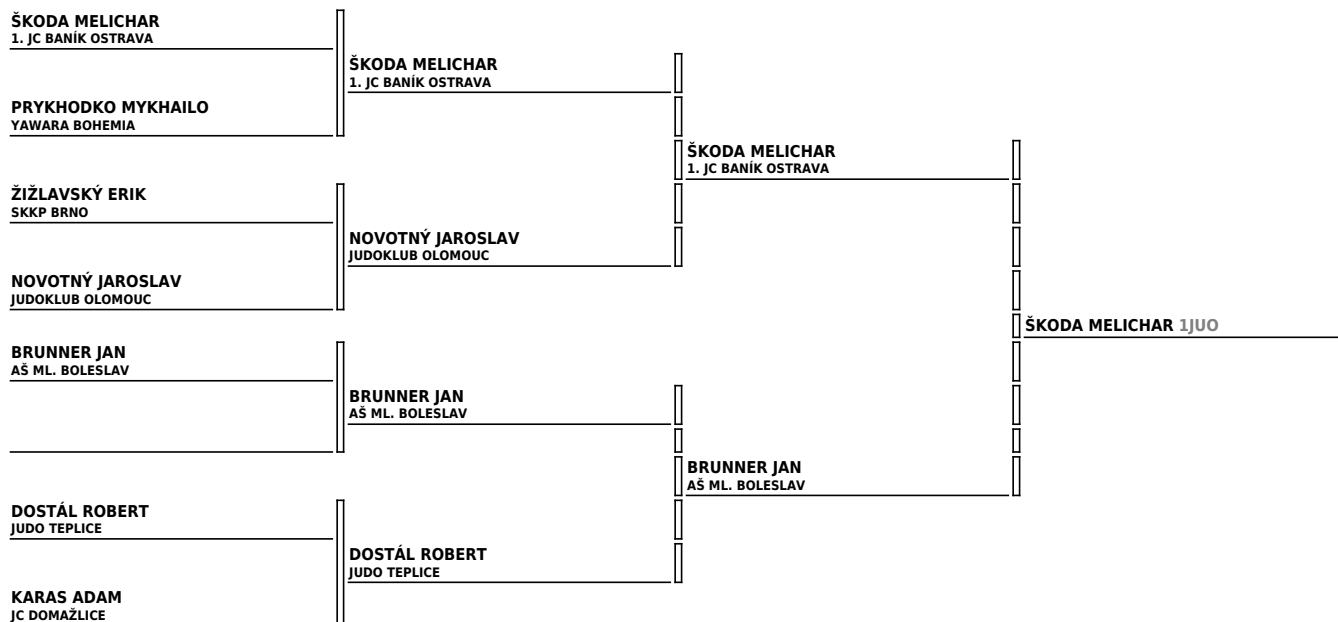 ŠKODA MELICHAR
1. JC BANÍK OSTRAVA
ŠKODA MELICHAR
1. JC BANÍK OSTRAVA
PRYKHODKO MYKHAILO
YAWARA BOHEMIA
ŠKODA MELICHAR
1. JC BANÍK OSTRAVA
ŽIŽLAVSKÝ ERIK
SKKP BRNO
NOVOTNÝ JAROSLAV
JUDOKLUB OLOMOUC
NOVOTNÝ JAROSLAV
JUDOKLUB OLOMOUC
ŠKODA MELICHAR 1JUO
BRUNNER JAN
AŠ ML. BOLESLAV
BRUNNER JAN
AŠ ML. BOLESLAV
BRUNNER JAN
AŠ ML. BOLESLAV
DOSTÁL ROBERT
JUDO TEPLICE
DOSTÁL ROBERT
JUDO TEPLICE
KARAS ADAM
JC DOMAŽLICE